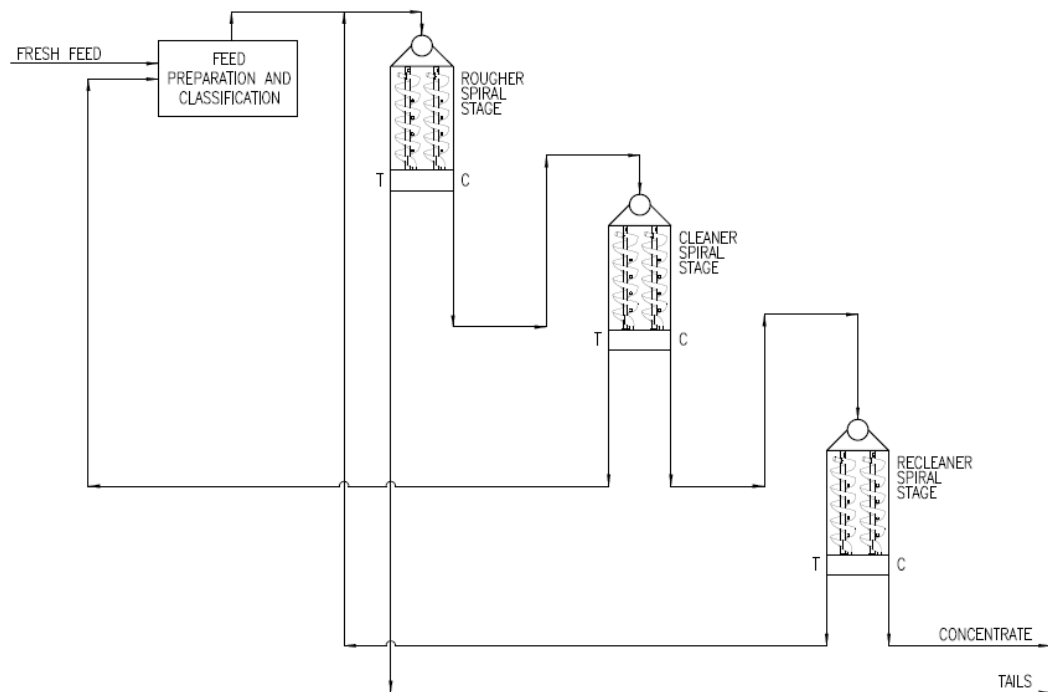 FRESH FEED
FEED
PREPARATION AND
CLASSIFICATION
ROUGHER
SPIRAL
STAGE
T
C
CLEANER
SPIRAL
STAGE
T
C
RECLEANER
SPIRAL
STAGE
T
C
CONCENTRATE
TAILS